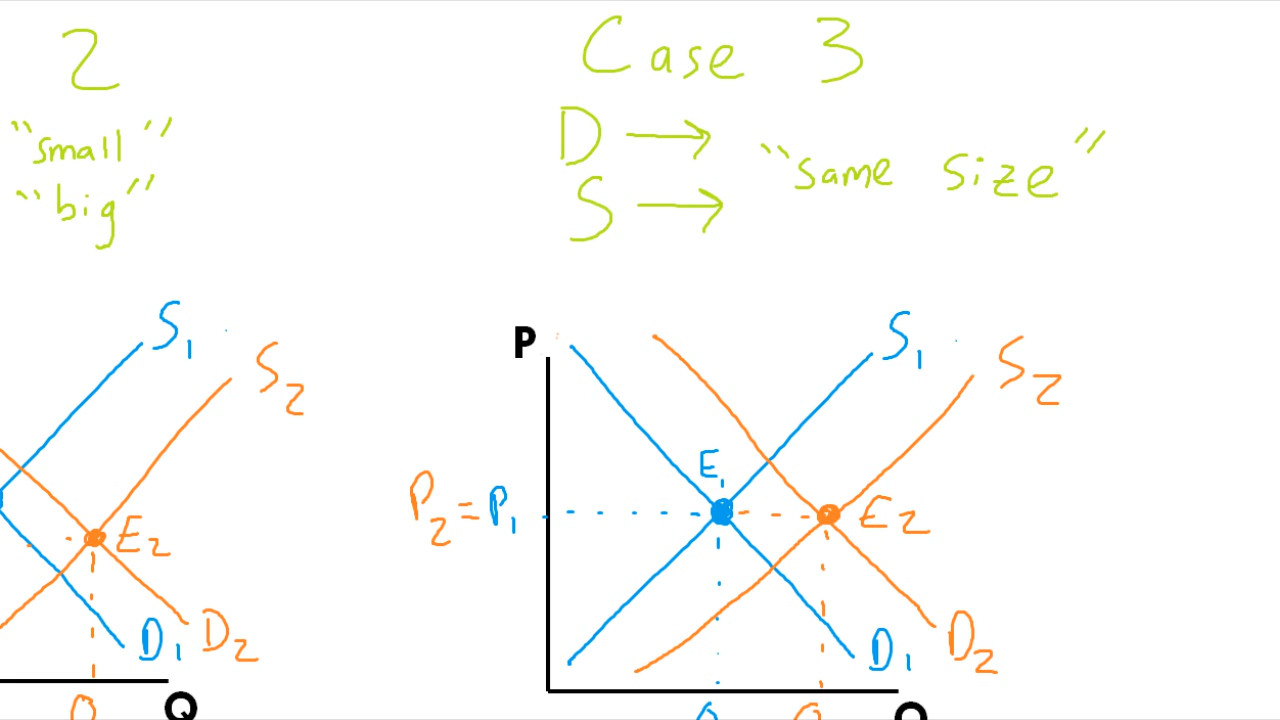 2
"small"
"big"
S1
S2
E2
D1 D2
Q
Case 3
D → "same size"
S →
P
S1
S2
E1
P2 = P1
E2
D1
D2